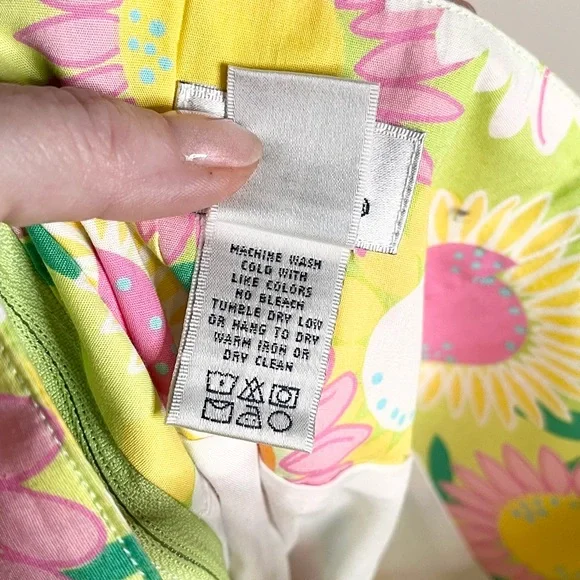 MACHINE WASH
COLD WITH
LIKE COLORS
NO BLEACH
TUMBLE DRY LOW
OR HANG TO DRY
WARM IRON OR
DRY CLEAN